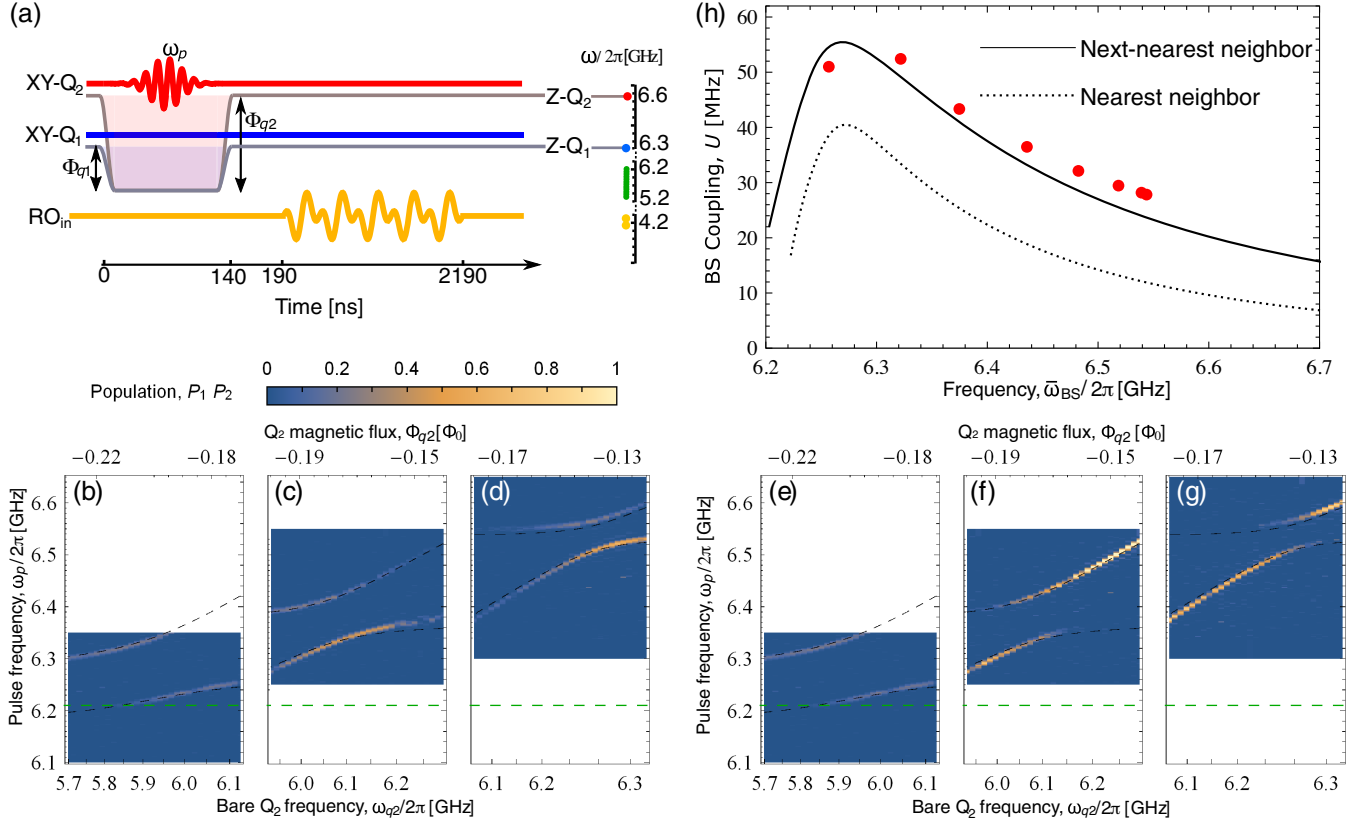 (a)
ω_p
ω/2π[GHz]
XY-Q₂
Z-Q₂
6.6
Φ_q2
XY-Q₁
Z-Q₁
6.3
Φ_q1
6.2
5.2
RO_in
4.2
0 140 190 2190
Time [ns]
(h)
60
50
40
30
20
10
0
BS Coupling, U [MHz]
Next-nearest neighbor
Nearest neighbor
6.2 6.3 6.4 6.5 6.6 6.7
Frequency, ω̅_BS/2π [GHz]
0 0.2 0.4 0.6 0.8 1
Population, P₁ P₂
Q₂ magnetic flux, Φ_q2[Φ₀]
−0.22 −0.18 −0.19 −0.15 −0.17 −0.13
(b) (c) (d)
6.6
6.5
6.4
6.3
6.2
6.1
Pulse frequency, ω_p/2π [GHz]
5.7 5.8 5.9 6.0 6.1 6.0 6.1 6.2 6.1 6.2 6.3
Bare Q₂ frequency, ω_q2/2π [GHz]
Q₂ magnetic flux, Φ_q2 [Φ₀]
−0.22 −0.18 −0.19 −0.15 −0.17 −0.13
(e) (f) (g)
6.6
6.5
6.4
6.3
6.2
6.1
Pulse frequency, ω_p/2π [GHz]
5.7 5.8 5.9 6.0 6.1 6.0 6.1 6.2 6.1 6.2 6.3
Bare Q₂ frequency, ω_q2/2π [GHz]